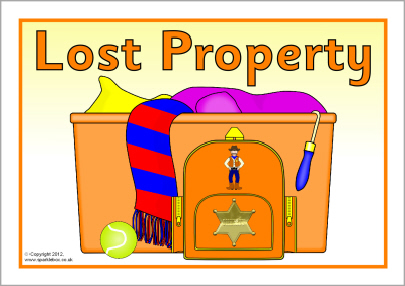 Lost Property
© Copyright 2012.
www.sparklebox.co.uk